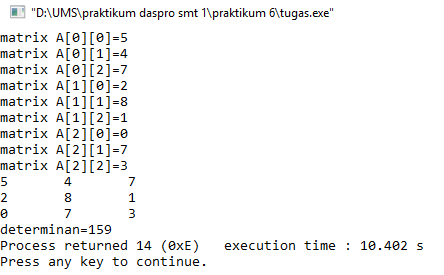 "D:\UMS\praktikum daspro smt 1\praktikum 6\tugas.exe"
matrix A[0][0]=5
matrix A[0][1]=4
matrix A[0][2]=7
matrix A[1][0]=2
matrix A[1][1]=8
matrix A[1][2]=1
matrix A[2][0]=0
matrix A[2][1]=7
matrix A[2][2]=3
5 4 7
2 8 1
0 7 3
determinan=159
Process returned 14 (0xE) execution time : 10.402 s
Press any key to continue.